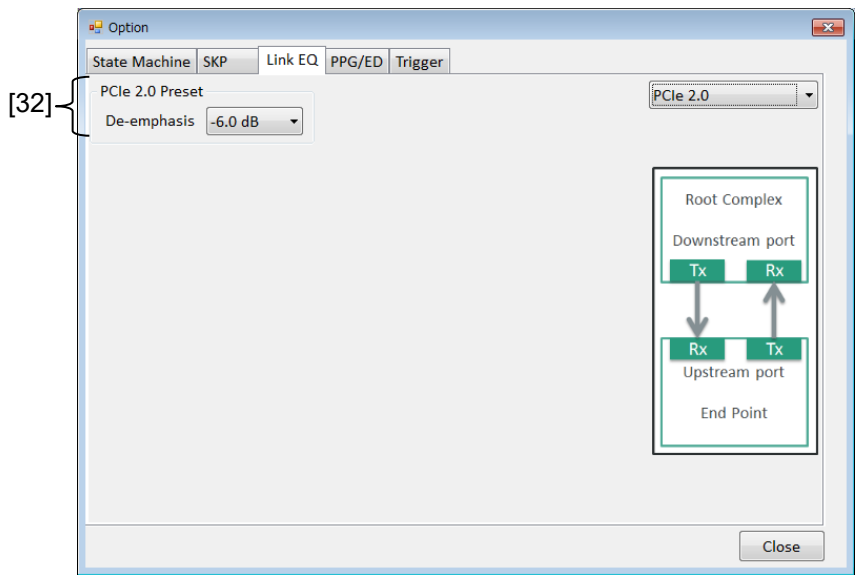 Option
State Machine SKP Link EQ PPG/ED Trigger
[32]
PCIe 2.0 Preset
De-emphasis -6.0 dB
PCIe 2.0
Root Complex
Downstream port
Tx Rx
Rx Tx
Upstream port
End Point
Close